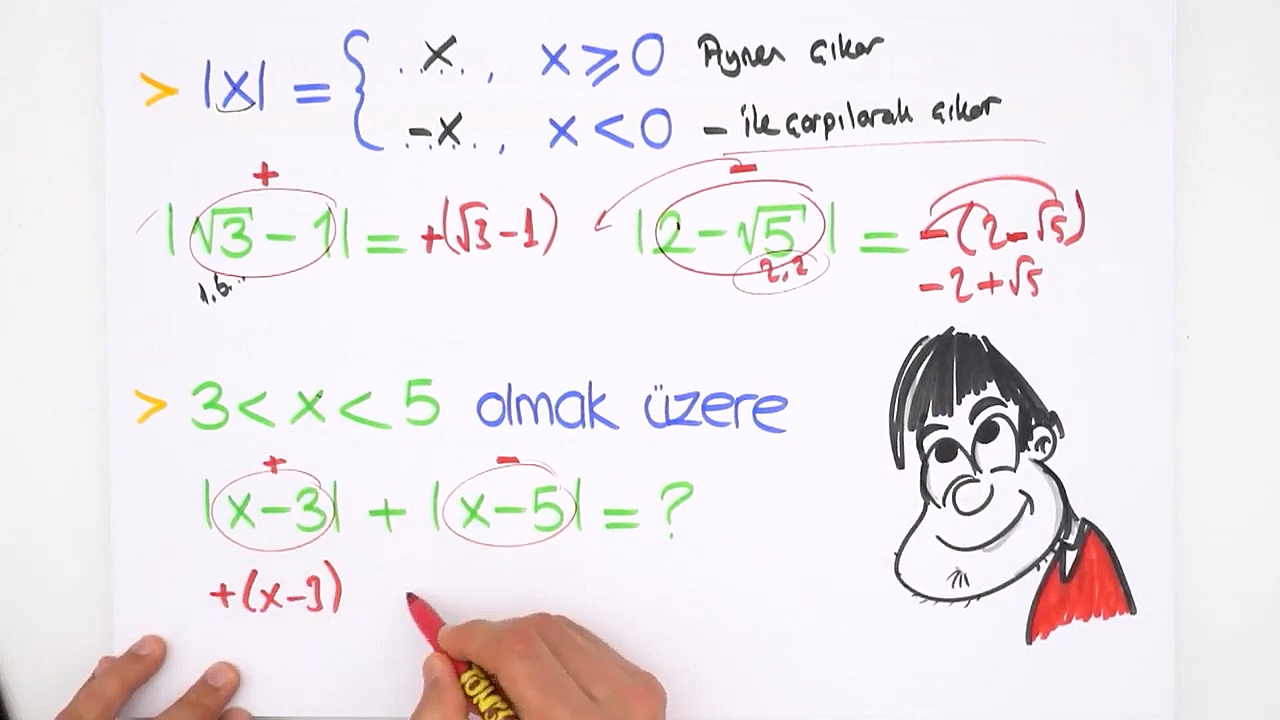 > |x| = { x , x ≥ 0 Aynen çıkar
-x , x < 0 - ile çarpılarak çıkar
+ -
|√3 - 1| = +(√3 - 1) |2 - √5| = -(2 - √5)
1,6... 2,2 -2 + √5
> 3 < x < 5 olmak üzere
+ -
|x - 3| + |x - 5| = ?
+(x - 3)